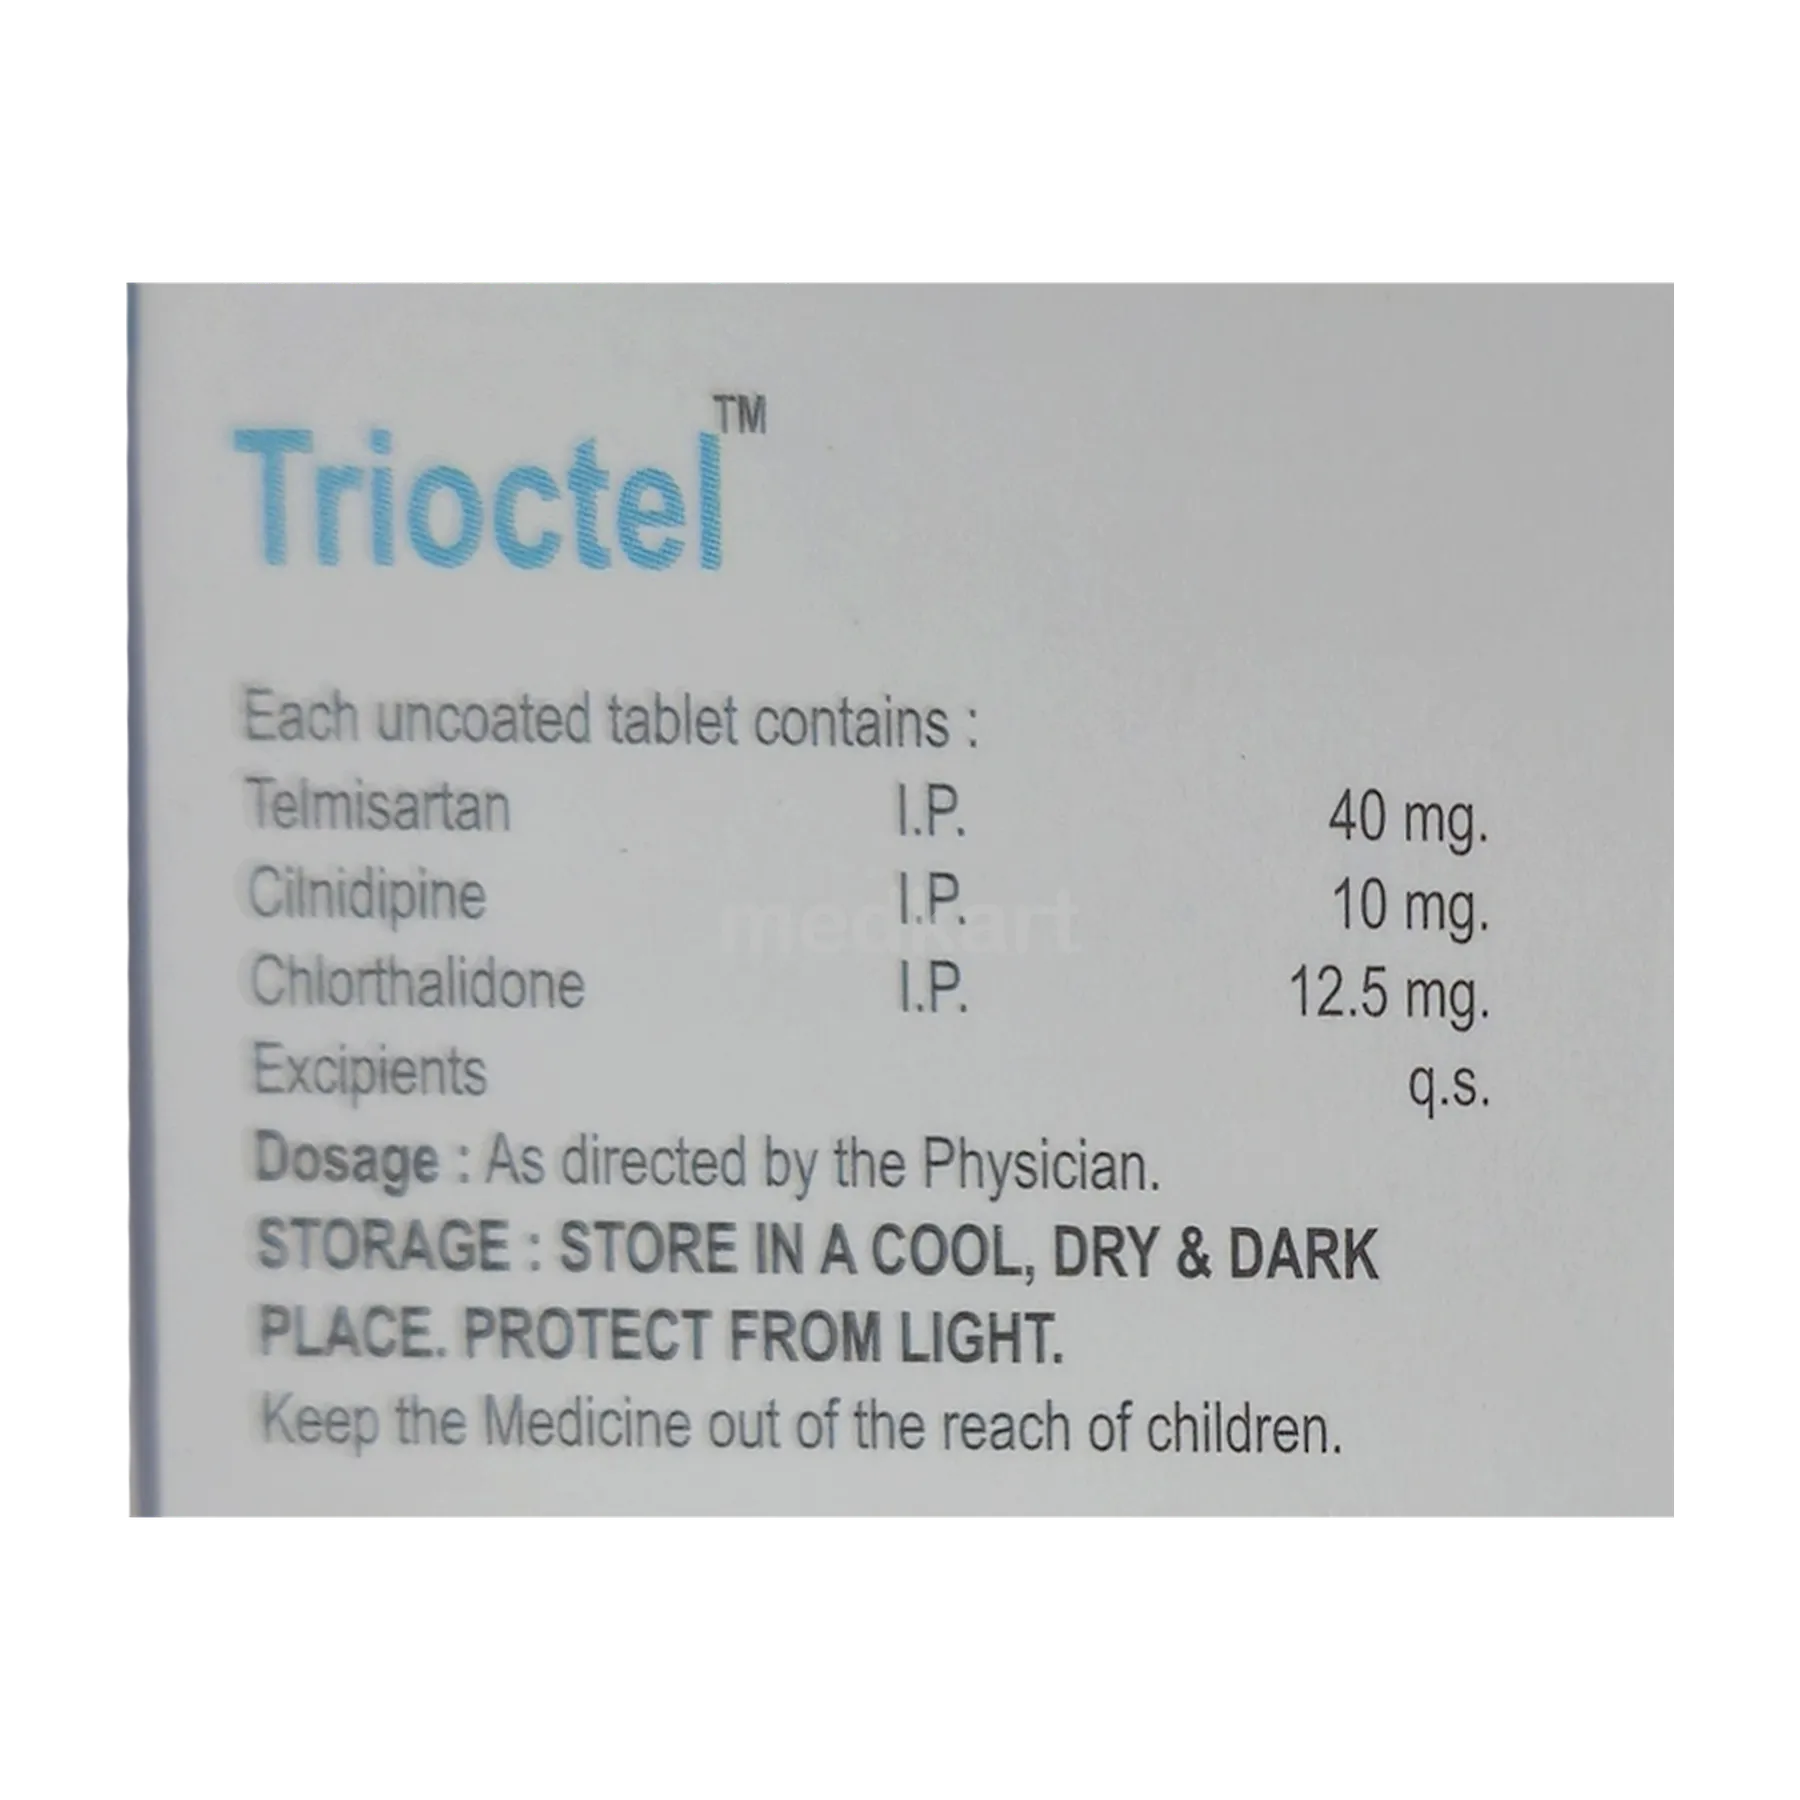 Trioctel™
Each uncoated tablet contains :
Telmisartan I.P. 40 mg.
Cilnidipine I.P. 10 mg.
Chlorthalidone I.P. 12.5 mg.
Excipients q.s.
Dosage : As directed by the Physician.
STORAGE : STORE IN A COOL, DRY & DARK
PLACE. PROTECT FROM LIGHT.
Keep the Medicine out of the reach of children.
medkart